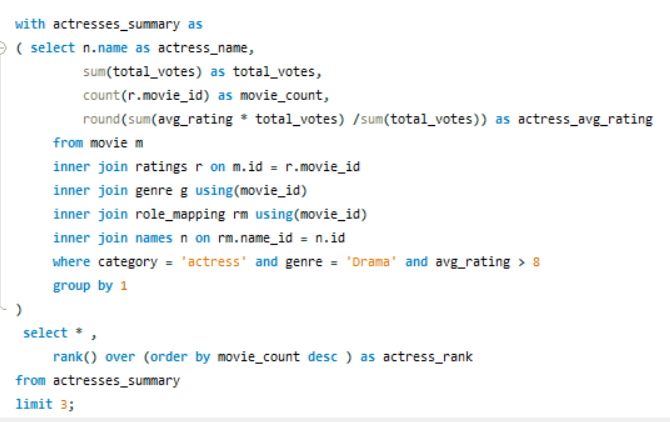 with actresses_summary as
( select n.name as actress_name,
sum(total_votes) as total_votes,
count(r.movie_id) as movie_count,
round(sum(avg_rating * total_votes) /sum(total_votes)) as actress_avg_rating
from movie m
inner join ratings r on m.id = r.movie_id
inner join genre g using(movie_id)
inner join role_mapping rm using(movie_id)
inner join names n on rm.name_id = n.id
where category = 'actress' and genre = 'Drama' and avg_rating > 8
group by 1
)
select * ,
rank() over (order by movie_count desc ) as actress_rank
from actresses_summary
limit 3;